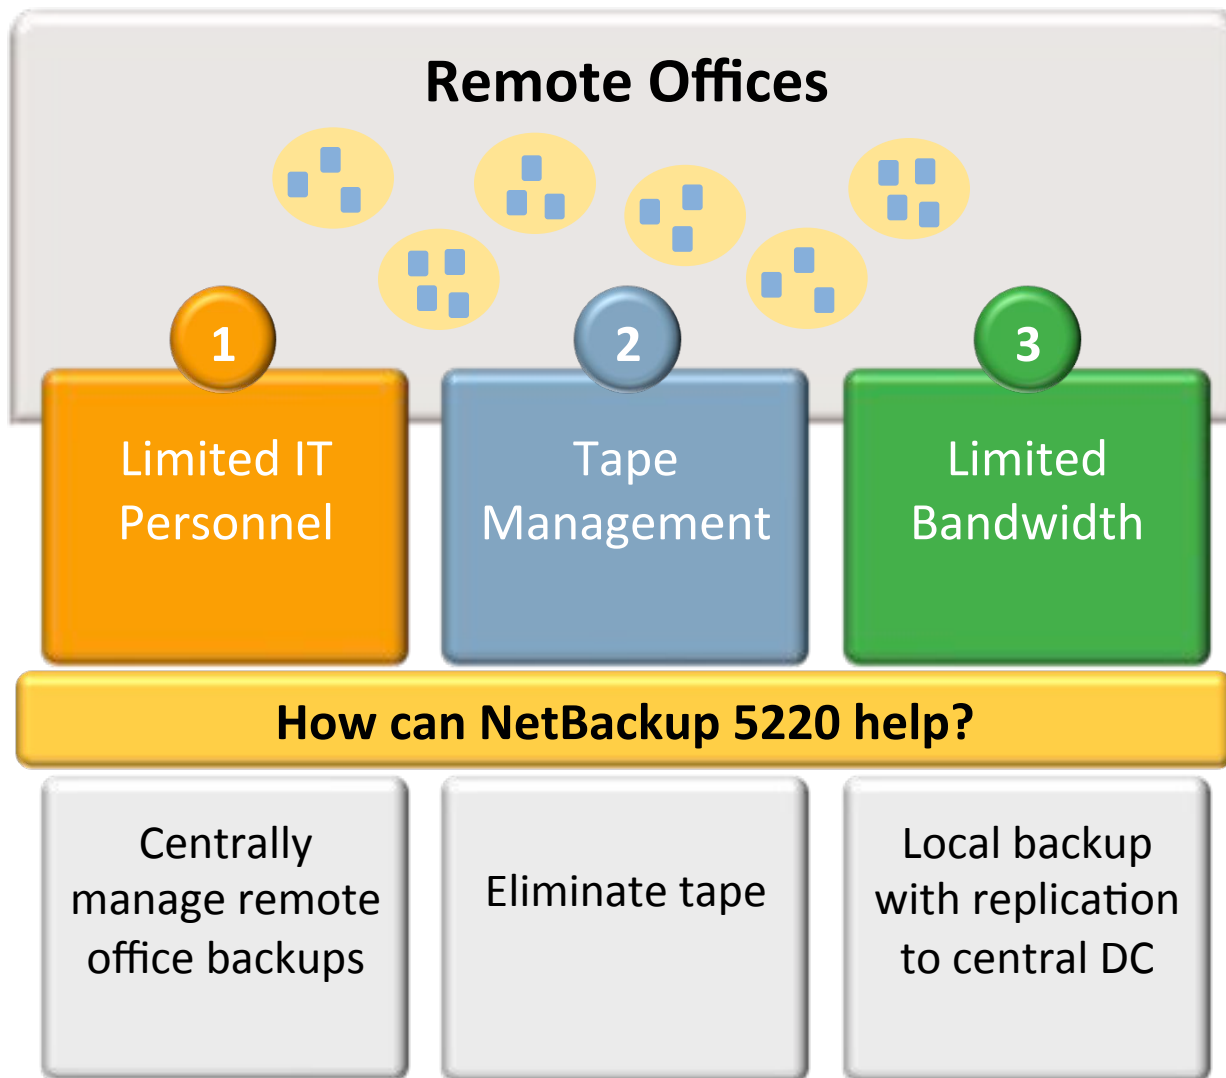 Remote Offices
1
Limited IT
Personnel
2
Tape
Management
3
Limited
Bandwidth
How can NetBackup 5220 help?
Centrally
manage remote
office backups
Eliminate tape
Local backup
with replication
to central DC